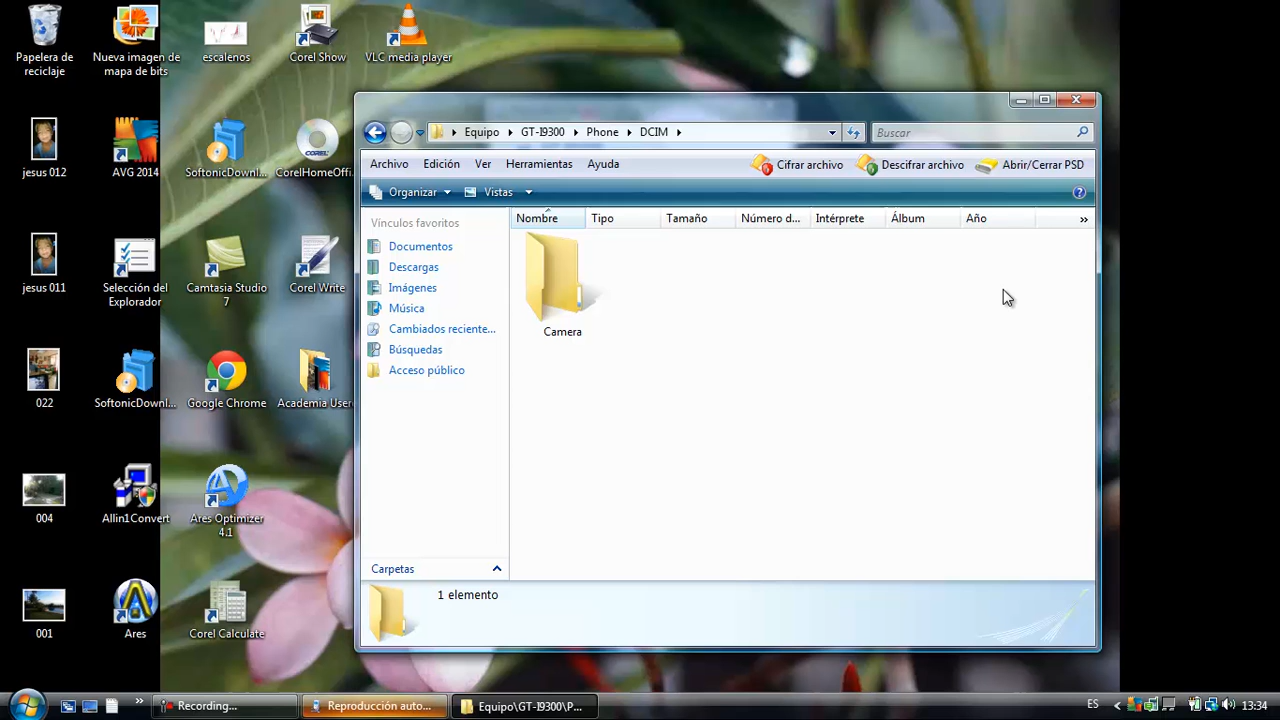 Papelera de
reciclaje
Nueva imagen de
mapa de bits
escalenos
Corel Show
VLC media player
jesus 012
AVG 2014
SoftonicDownl...
CorelHomeOffi...
jesus 011
Selección del
Explorador
Camtasia Studio
7
Corel Write
022
SoftonicDownl...
Google Chrome
Academia User
004
Allin1Convert
Ares Optimizer
4.1
001
Ares
Corel Calculate
Equipo GT-I9300 Phone DCIM
Buscar
Archivo Edición Ver Herramientas Ayuda
Cifrar archivo Descifrar archivo Abrir/Cerrar PSD
Organizar Vistas
Vínculos favoritos
Documentos
Descargas
Imágenes
Música
Cambiados reciente...
Búsquedas
Acceso público
Carpetas
Nombre Tipo Tamaño Número d... Intérprete Álbum Año »
Camera
1 elemento
» Recording... Reproducción auto... Equipo\GT-I9300\P...
ES 13:34